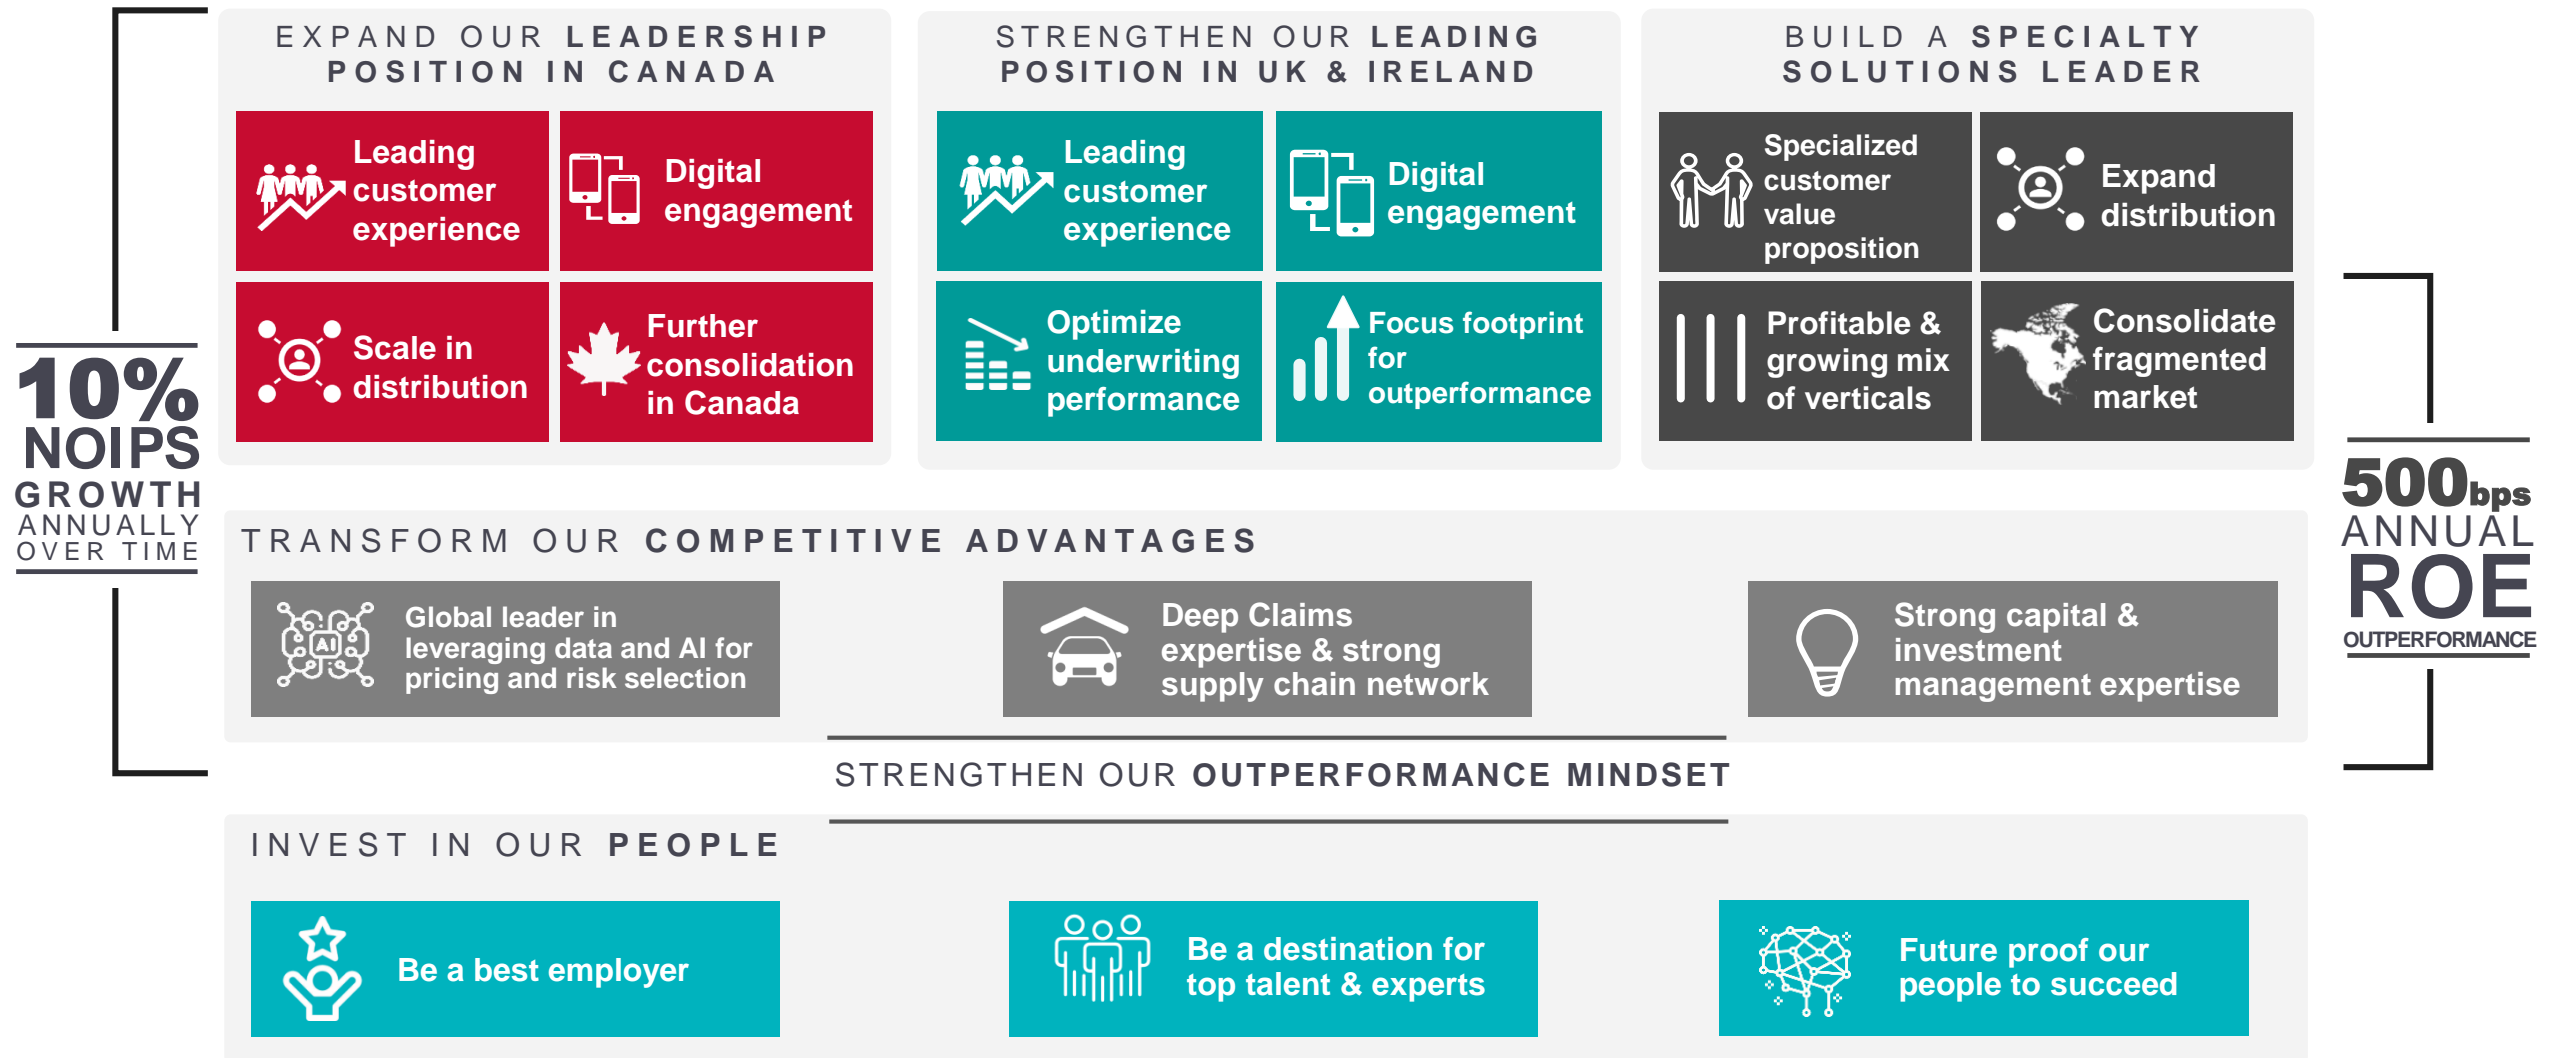 EXPAND OUR LEADERSHIP
POSITION IN CANADA
Leading
customer
experience
Digital
engagement
Scale in
distribution
Further
consolidation
in Canada
STRENGTHEN OUR LEADING
POSITION IN UK & IRELAND
Leading
customer
experience
Digital
engagement
Optimize
underwriting
performance
Focus footprint
for
outperformance
BUILD A SPECIALTY
SOLUTIONS LEADER
Specialized
customer
value
proposition
Expand
distribution
Profitable &
growing mix
of verticals
Consolidate
fragmented
market
10%
NOIPS
GROWTH
ANNUALLY
OVER TIME
500bps
ANNUAL
ROE
OUTPERFORMANCE
TRANSFORM OUR COMPETITIVE ADVANTAGES
AI
Global leader in
leveraging data and AI for
pricing and risk selection
Deep Claims
expertise & strong
supply chain network
Strong capital &
investment
management expertise
STRENGTHEN OUR OUTPERFORMANCE MINDSET
INVEST IN OUR PEOPLE
Be a best employer
Be a destination for
top talent & experts
Future proof our
people to succeed